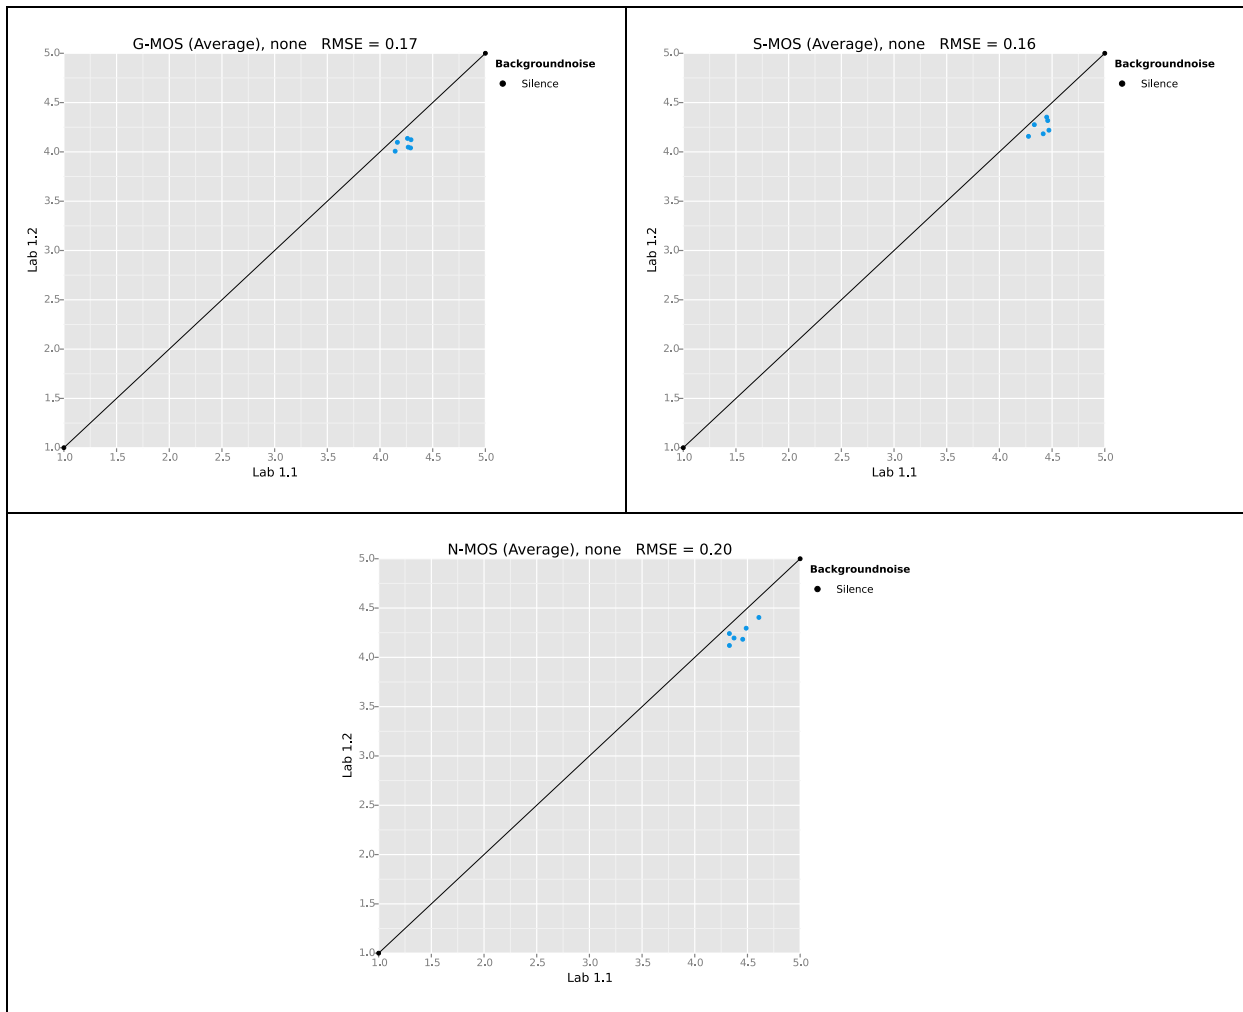 G-MOS (Average), none   RMSE = 0.17
Backgroundnoise
Silence
5.0
4.5
4.0
3.5
3.0
2.5
2.0
1.5
1.0
Lab 1.2
1.0 1.5 2.0 2.5 3.0 3.5 4.0 4.5 5.0
Lab 1.1
S-MOS (Average), none   RMSE = 0.16
Backgroundnoise
Silence
5.0
4.5
4.0
3.5
3.0
2.5
2.0
1.5
1.0
Lab 1.2
1.0 1.5 2.0 2.5 3.0 3.5 4.0 4.5 5.0
Lab 1.1
N-MOS (Average), none   RMSE = 0.20
Backgroundnoise
Silence
5.0
4.5
4.0
3.5
3.0
2.5
2.0
1.5
1.0
Lab 1.2
1.0 1.5 2.0 2.5 3.0 3.5 4.0 4.5 5.0
Lab 1.1